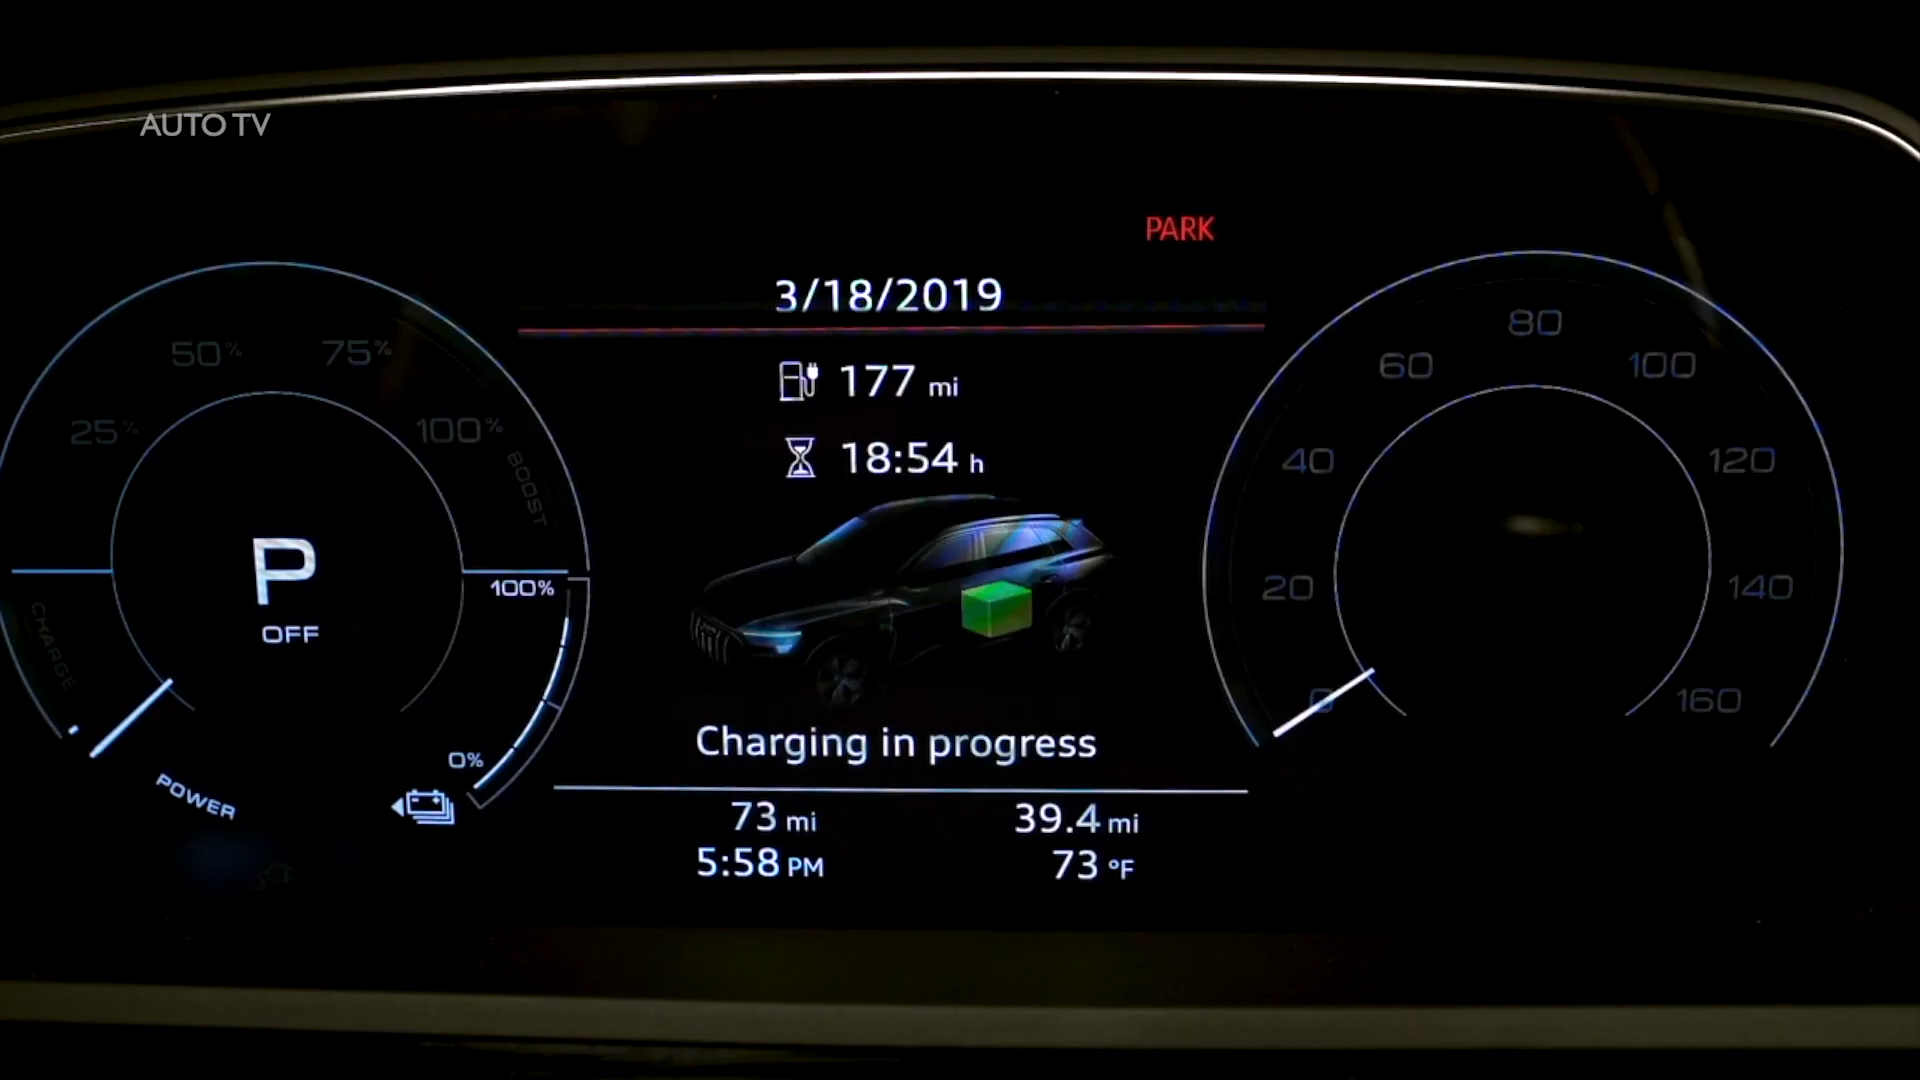 AUTO TV
PARK
3/18/2019
177 mi
18:54 h
50%
75%
25%
100%
BOOST
P
OFF
100%
CHARGE
0%
POWER
80
60
100
40
120
20
140
0
160
Charging in progress
73 mi
39.4 mi
5:58 PM
73 °F